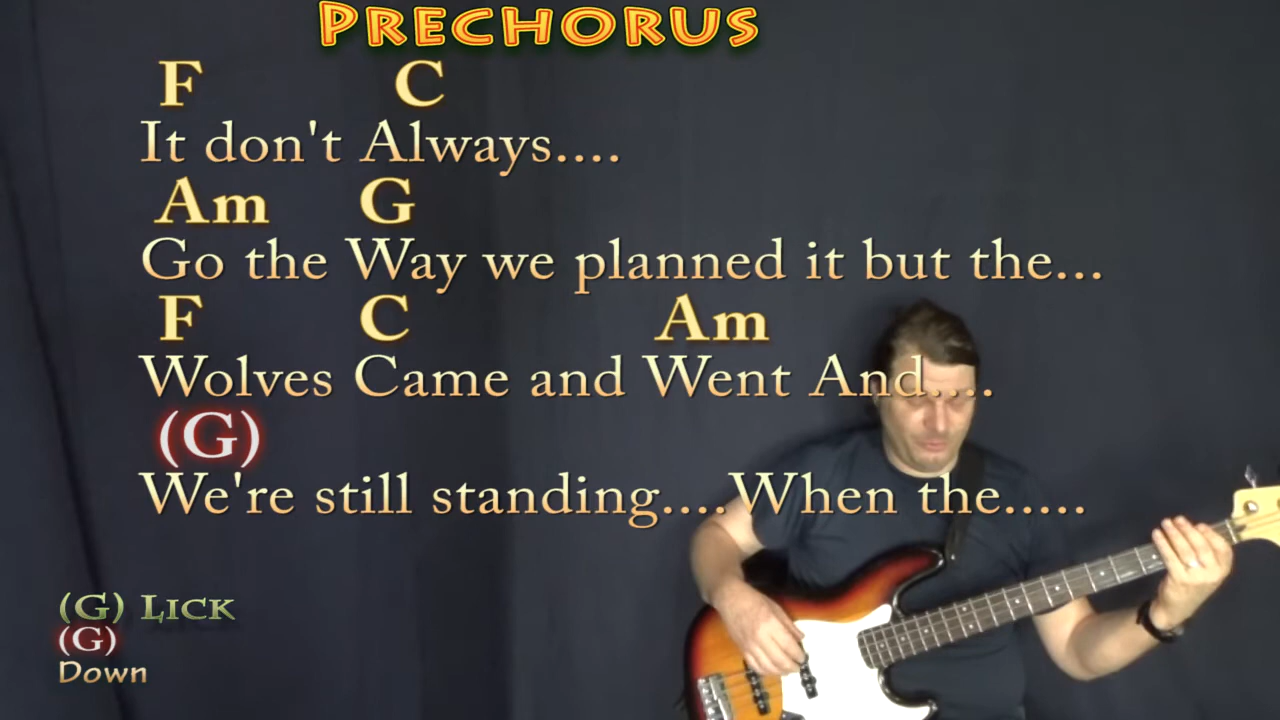 PRECHORUS
F C
It don't Always....
Am G
Go the Way we planned it but the...
F C Am
Wolves Came and Went And....
(G)
We're still standing....When the.....
(G) LICK
(G)
Down